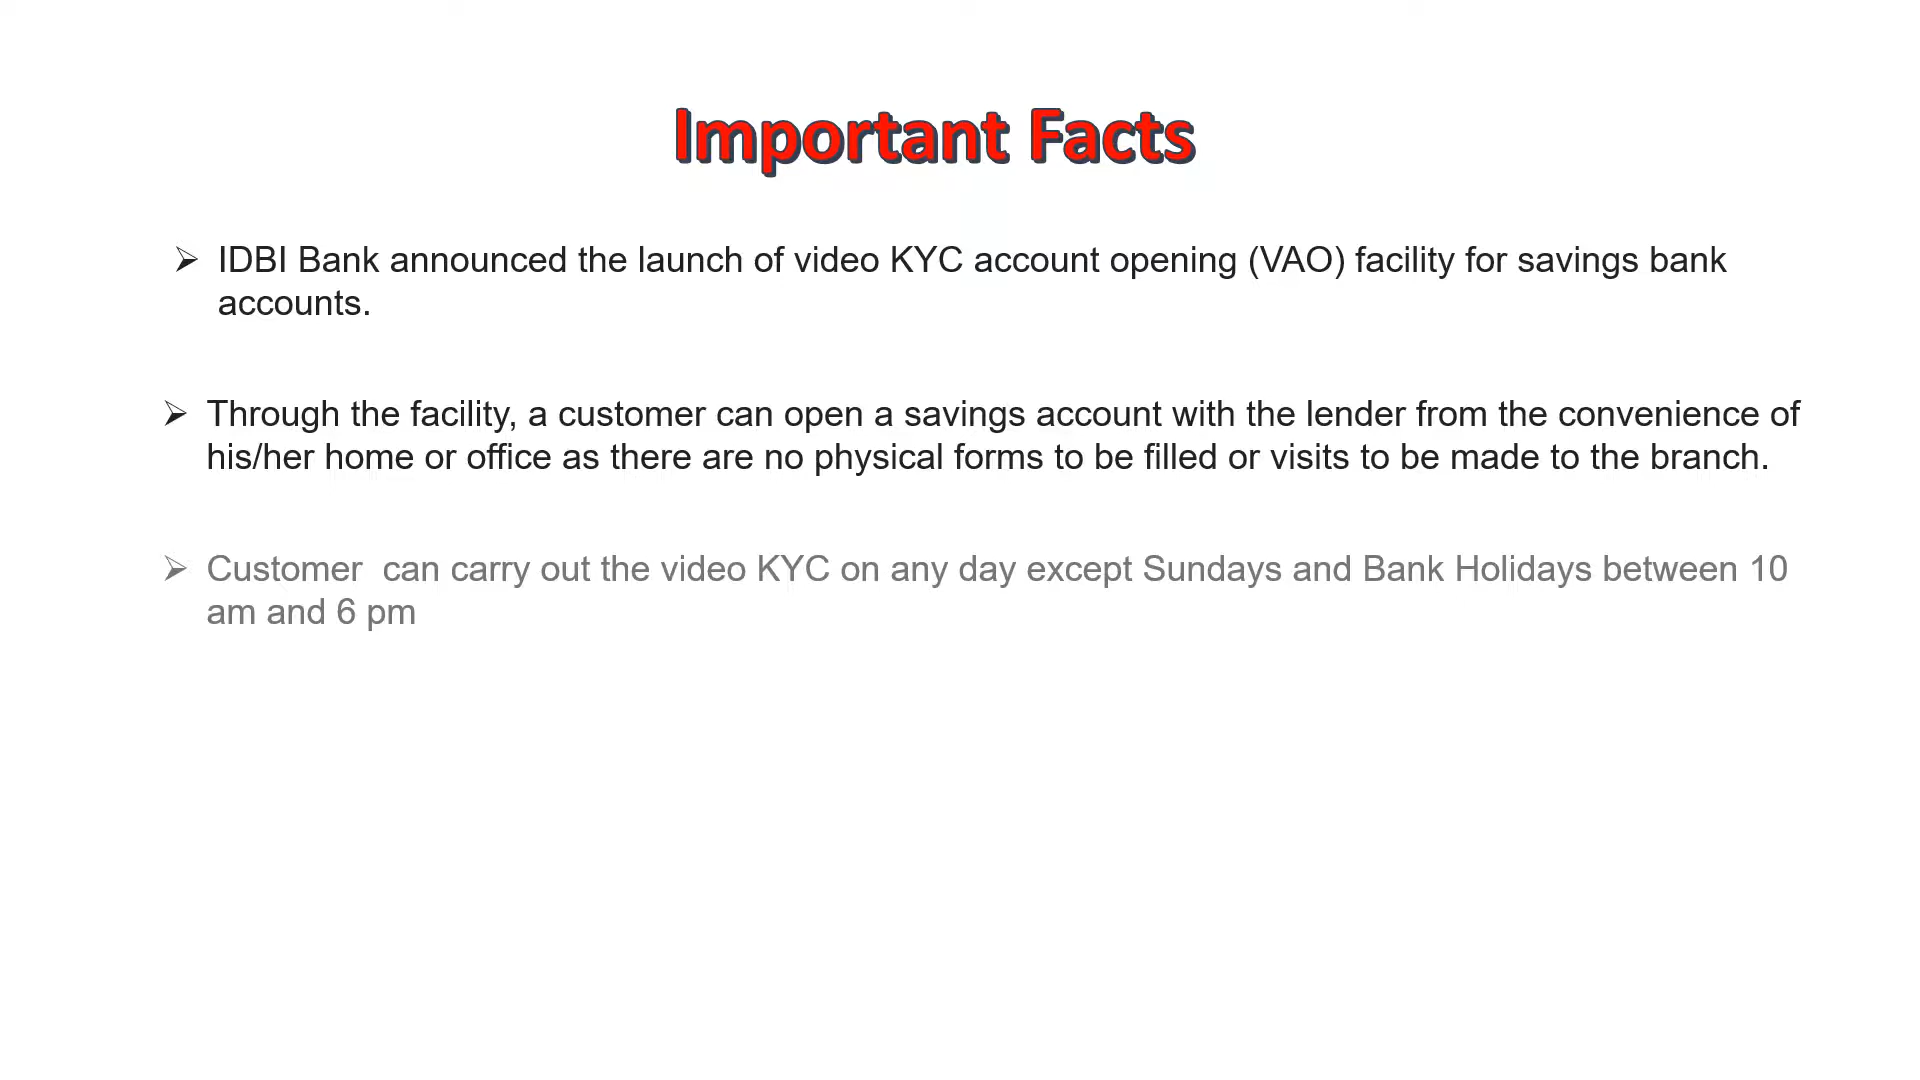 Important Facts
➢ IDBI Bank announced the launch of video KYC account opening (VAO) facility for savings bank
accounts.
➢ Through the facility, a customer can open a savings account with the lender from the convenience of
his/her home or office as there are no physical forms to be filled or visits to be made to the branch.
➢ Customer  can carry out the video KYC on any day except Sundays and Bank Holidays between 10
am and 6 pm